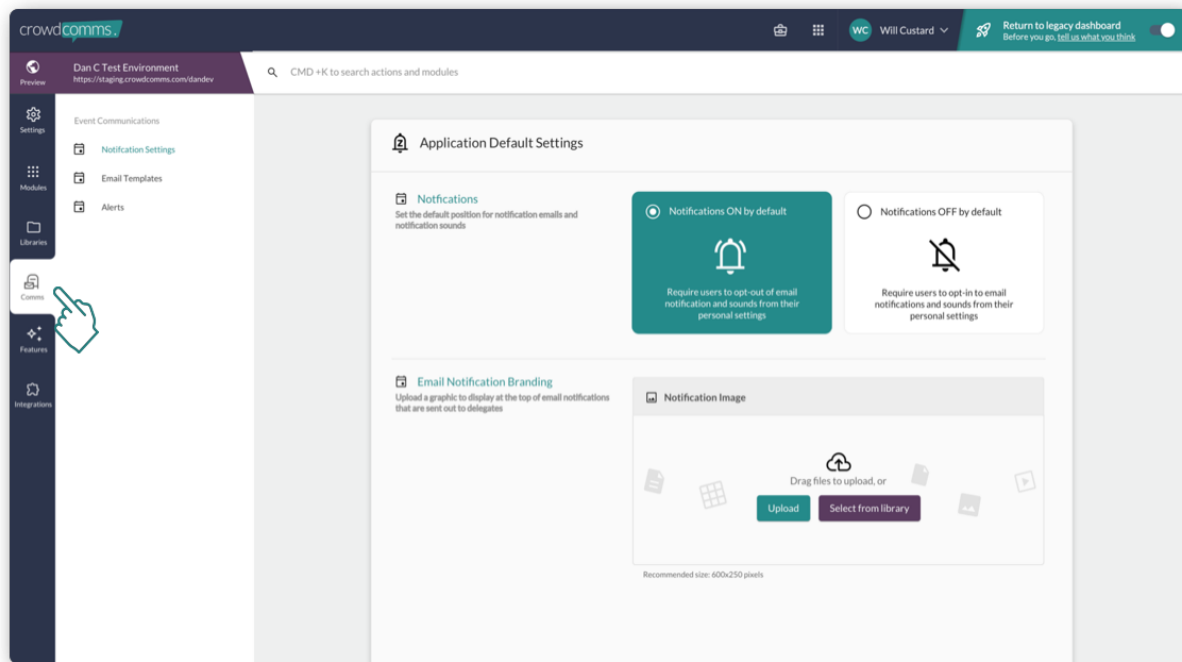 crowdcomms.
WC
Will Custard
Return to legacy dashboard
Before you go, tell us what you think
Preview
Dan C Test Environment
https://staging.crowdcomms.com/dandev
CMD +K to search actions and modules
Settings
Modules
Libraries
Comms
Features
Integrations
Event Communications
Notifcation Settings
Email Templates
Alerts
Application Default Settings
Notfications
Set the default position for notification emails and
notification sounds
Notifications ON by default
Require users to opt-out of email
notification and sounds from their
personal settings
Notifications OFF by default
Require users to opt-in to email
notifications and sounds from their
personal settings
Email Notification Branding
Upload a graphic to display at the top of email notifications
that are sent out to delegates
Notification Image
Drag files to upload, or
Upload
Select from library
Recommended size: 600x250 pixels